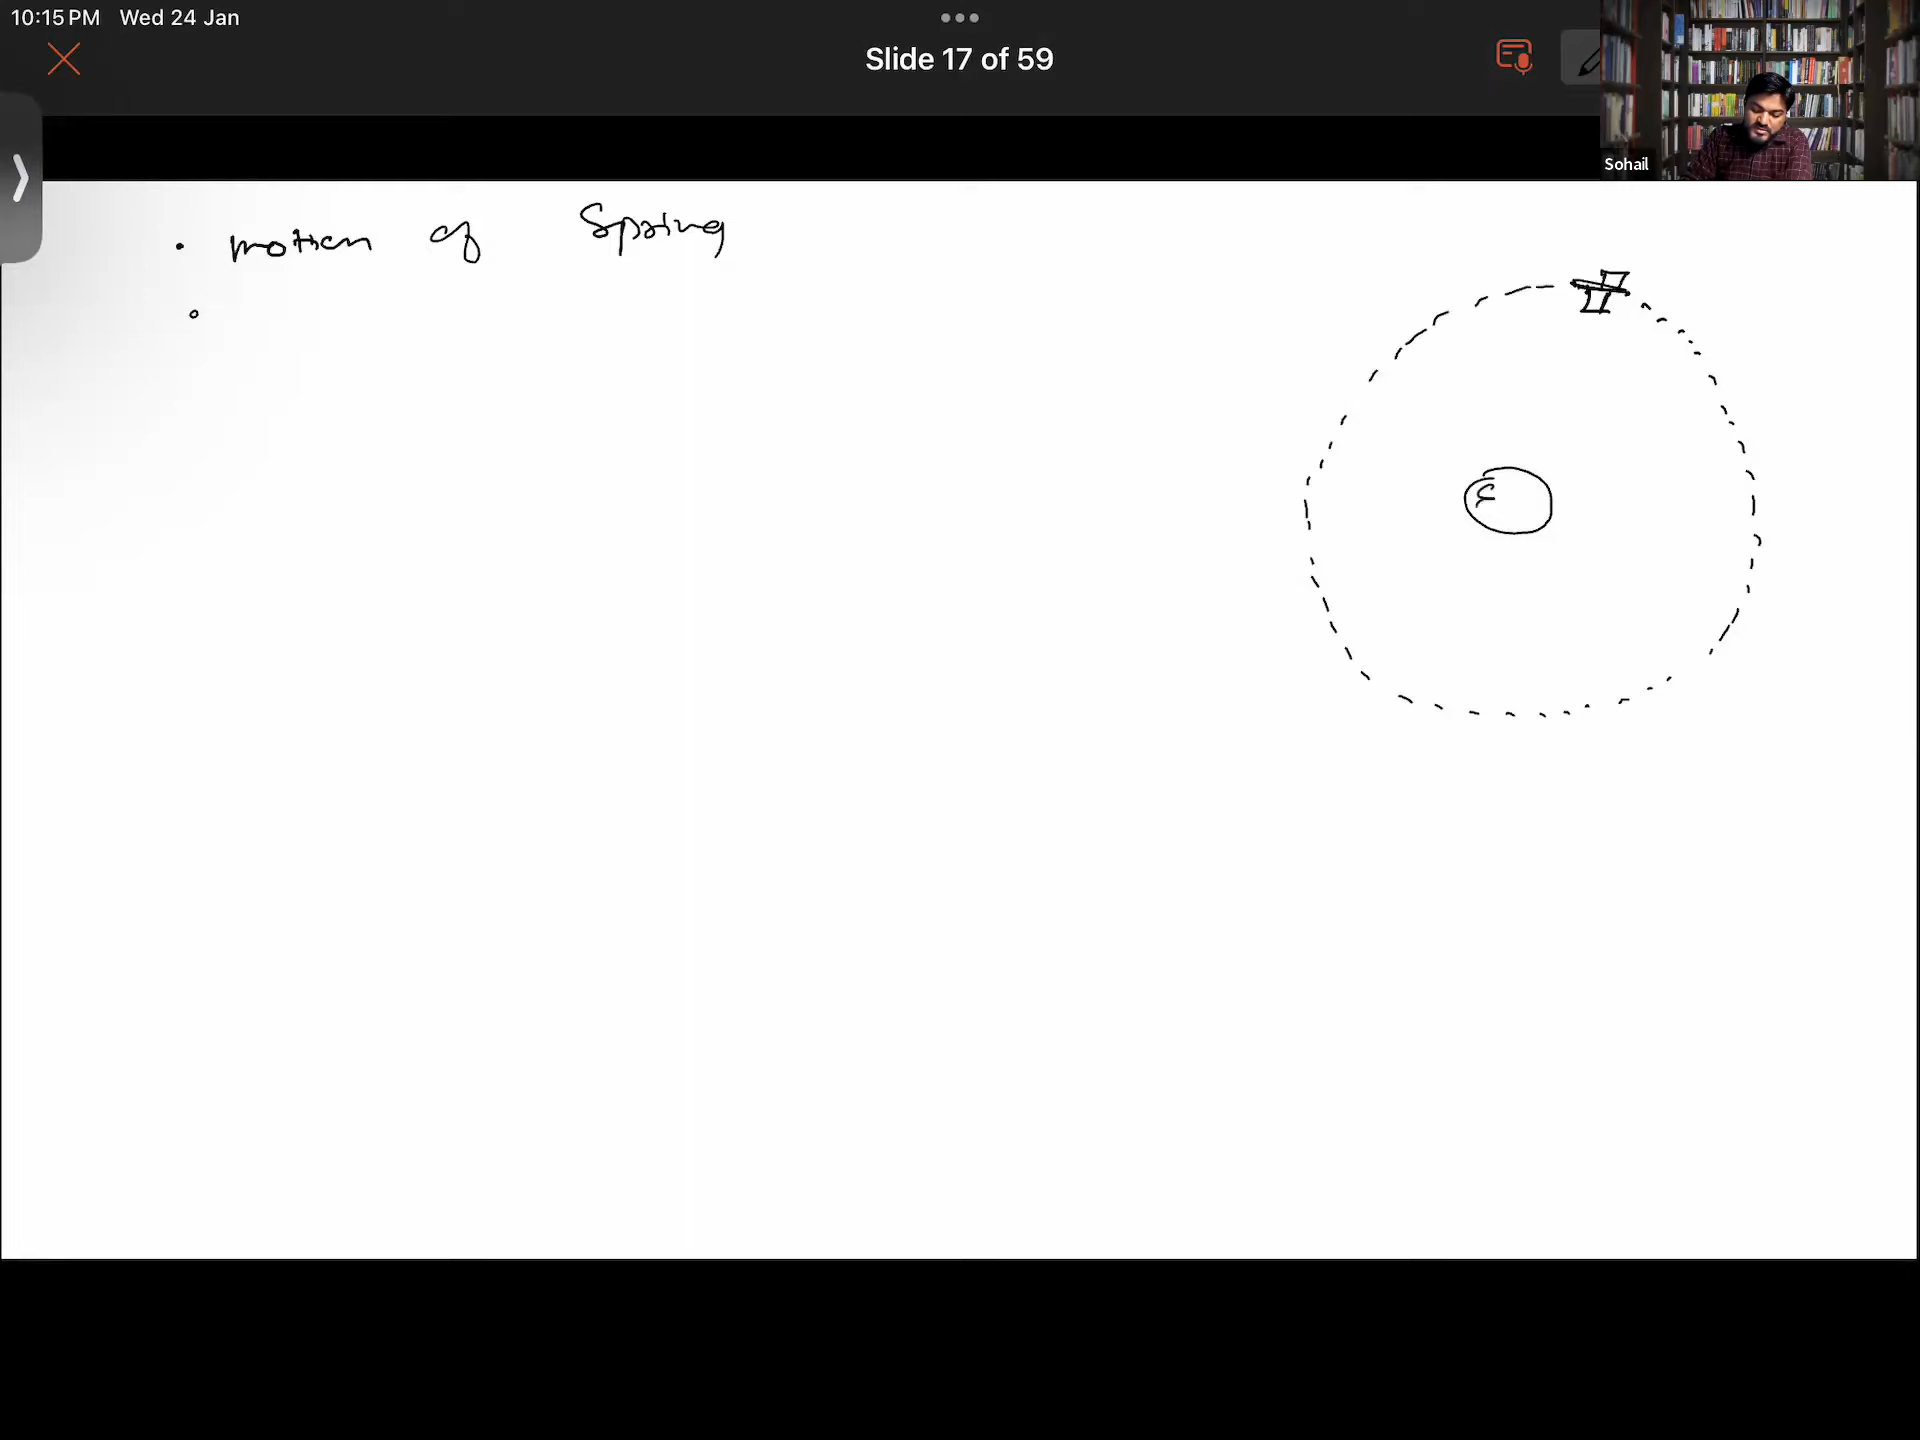 10:15 PM Wed 24 Jan
Slide 17 of 59
Sohail
• motion of Spring
E